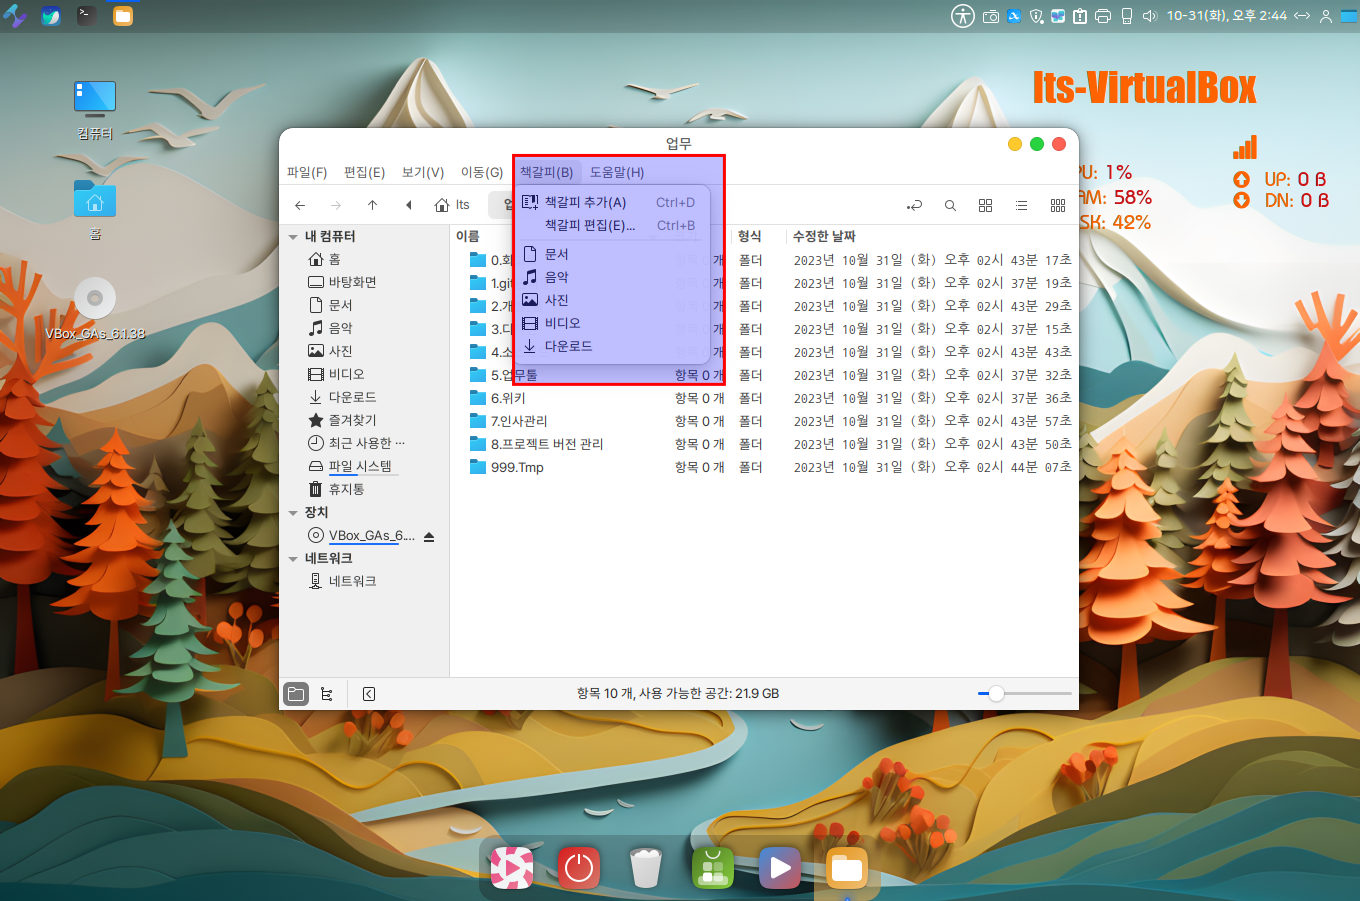 10-31(화), 오후 2:44
Its-VirtualBox
컴퓨터
홈
VBox_GAs_6.1.38
1%
58%
42%
UP: 0 B
DN: 0 B
업무
파일(F) 편집(E) 보기(V) 이동(G) 책갈피(B) 도움말(H)
lts
책갈피 추가(A) Ctrl+D
책갈피 편집(E)... Ctrl+B
문서
음악
사진
비디오
다운로드
내 컴퓨터
홈
바탕화면
문서
음악
사진
비디오
다운로드
즐겨찾기
최근 사용한 ...
파일 시스템
휴지통
장치
VBox_GAs_6....
네트워크
네트워크
이름 형식 수정한 날짜
폴더 2023년 10월 31일 (화) 오후 02시 43분 17초
폴더 2023년 10월 31일 (화) 오후 02시 37분 19초
폴더 2023년 10월 31일 (화) 오후 02시 43분 29초
폴더 2023년 10월 31일 (화) 오후 02시 37분 15초
폴더 2023년 10월 31일 (화) 오후 02시 43분 43초
5.업무툴 항목 0 개 폴더 2023년 10월 31일 (화) 오후 02시 37분 32초
6.위키 항목 0 개 폴더 2023년 10월 31일 (화) 오후 02시 37분 36초
7.인사관리 항목 0 개 폴더 2023년 10월 31일 (화) 오후 02시 43분 57초
8.프로젝트 버전 관리 항목 0 개 폴더 2023년 10월 31일 (화) 오후 02시 43분 50초
999.Tmp 항목 0 개 폴더 2023년 10월 31일 (화) 오후 02시 44분 07초
항목 10 개, 사용 가능한 공간: 21.9 GB